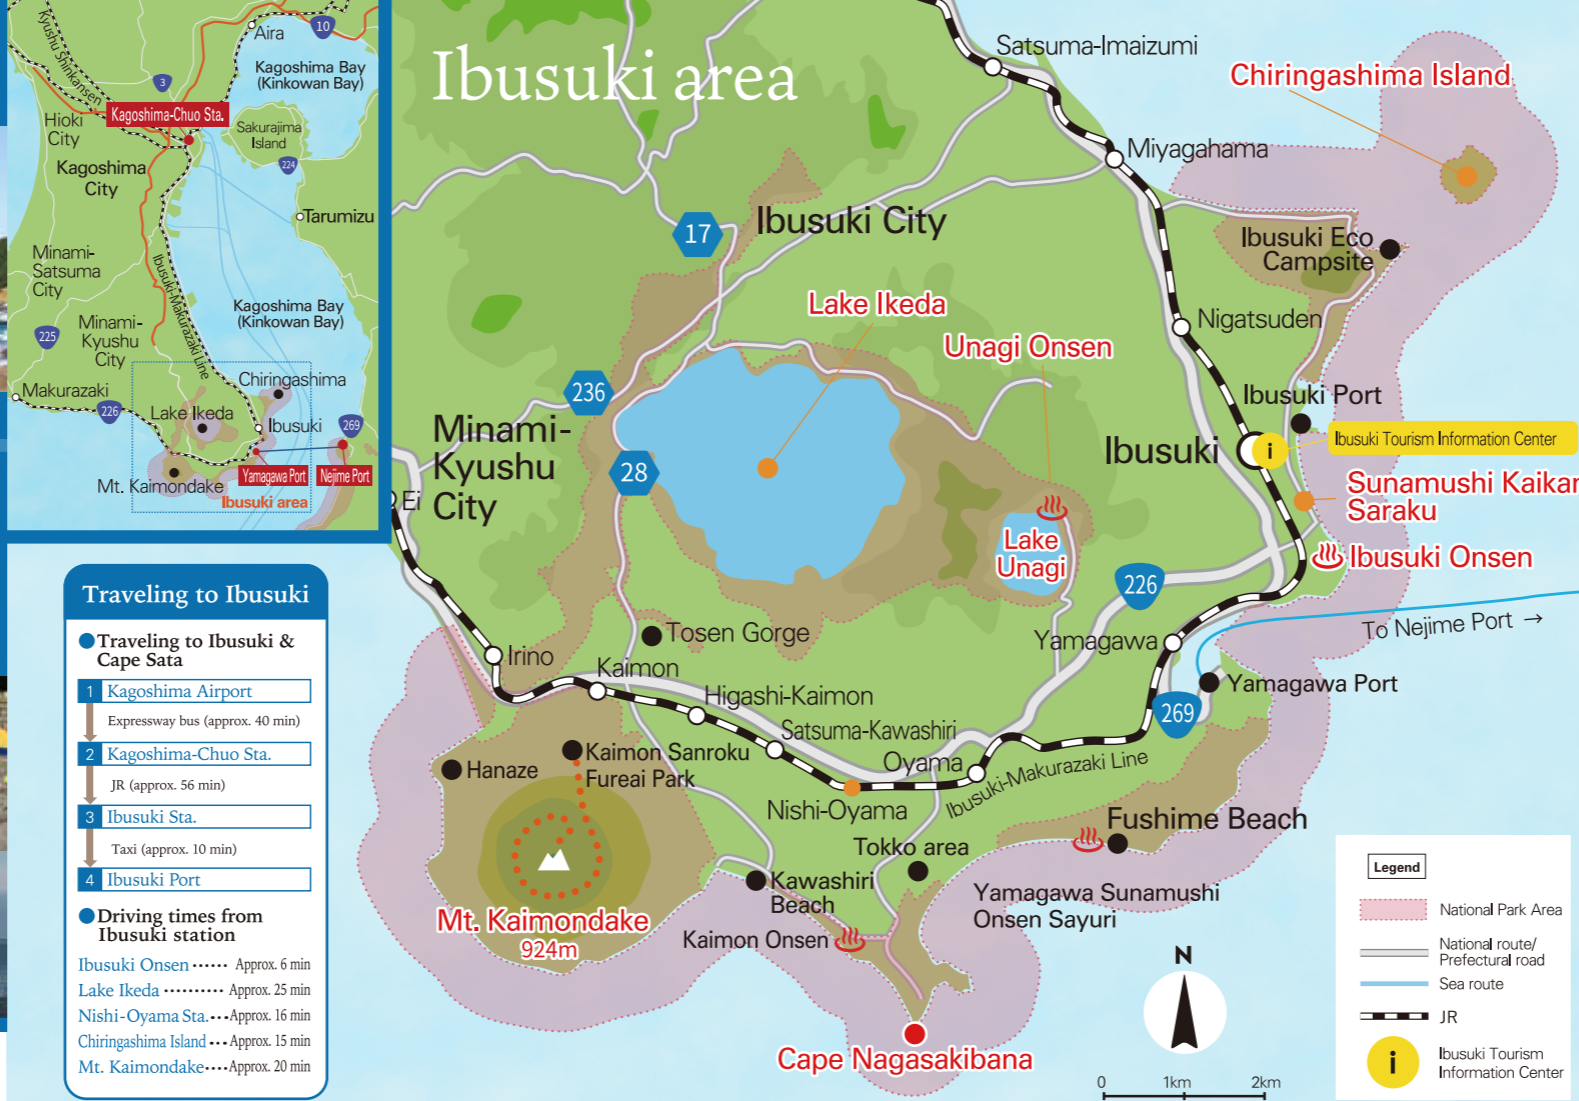 Ibusuki area
Aira
10
Kyushu Shinkansen
3
Kagoshima Bay
(Kinkowan Bay)
Kagoshima-Chuo Sta.
Hioki
City
Sakurajima
Island
Kagoshima
City
224
Tarumizu
Minami-
Satsuma
City
Ibusuki-Makurazaki Line
Kagoshima Bay
(Kinkowan Bay)
225
Minami-
Kyushu
City
Makurazaki
226
Chiringashima
Lake Ikeda
Ibusuki
269
Mt. Kaimondake
Yamagawa Port
Nejime Port
Ibusuki area
Satsuma-Imaizumi
Chiringashima Island
Miyagahama
Ibusuki City
17
Ibusuki Eco
Campsite
Lake Ikeda
Nigatsuden
Unagi Onsen
236
Ibusuki Port
Minami-
Kyushu
City
28
Ibusuki
i
Ibusuki Tourism Information Center
Sunamushi Kaikan
Saraku
Ei
Lake
Unagi
Ibusuki Onsen
226
To Nejime Port →
Tosen Gorge
Yamagawa
Irino
Kaimon
Yamagawa Port
Higashi-Kaimon
269
Satsuma-Kawashiri
Kaimon Sanroku
Fureai Park
Oyama
Hanaze
Ibusuki-Makurazaki Line
Nishi-Oyama
Fushime Beach
Tokko area
Kawashiri
Beach
Yamagawa Sunamushi
Onsen Sayuri
Mt. Kaimondake
924m
Kaimon Onsen
Cape Nagasakibana
N
0 1km 2km
Traveling to Ibusuki
Traveling to Ibusuki &
Cape Sata
1 Kagoshima Airport
Expressway bus (approx. 40 min)
2 Kagoshima-Chuo Sta.
JR (approx. 56 min)
3 Ibusuki Sta.
Taxi (approx. 10 min)
4 Ibusuki Port
Driving times from
Ibusuki station
Ibusuki Onsen ······ Approx. 6 min
Lake Ikeda ·········· Approx. 25 min
Nishi-Oyama Sta. ··· Approx. 16 min
Chiringashima Island ··· Approx. 15 min
Mt. Kaimondake ···· Approx. 20 min
Legend
National Park Area
National route/
Prefectural road
Sea route
JR
i
Ibusuki Tourism
Information Center